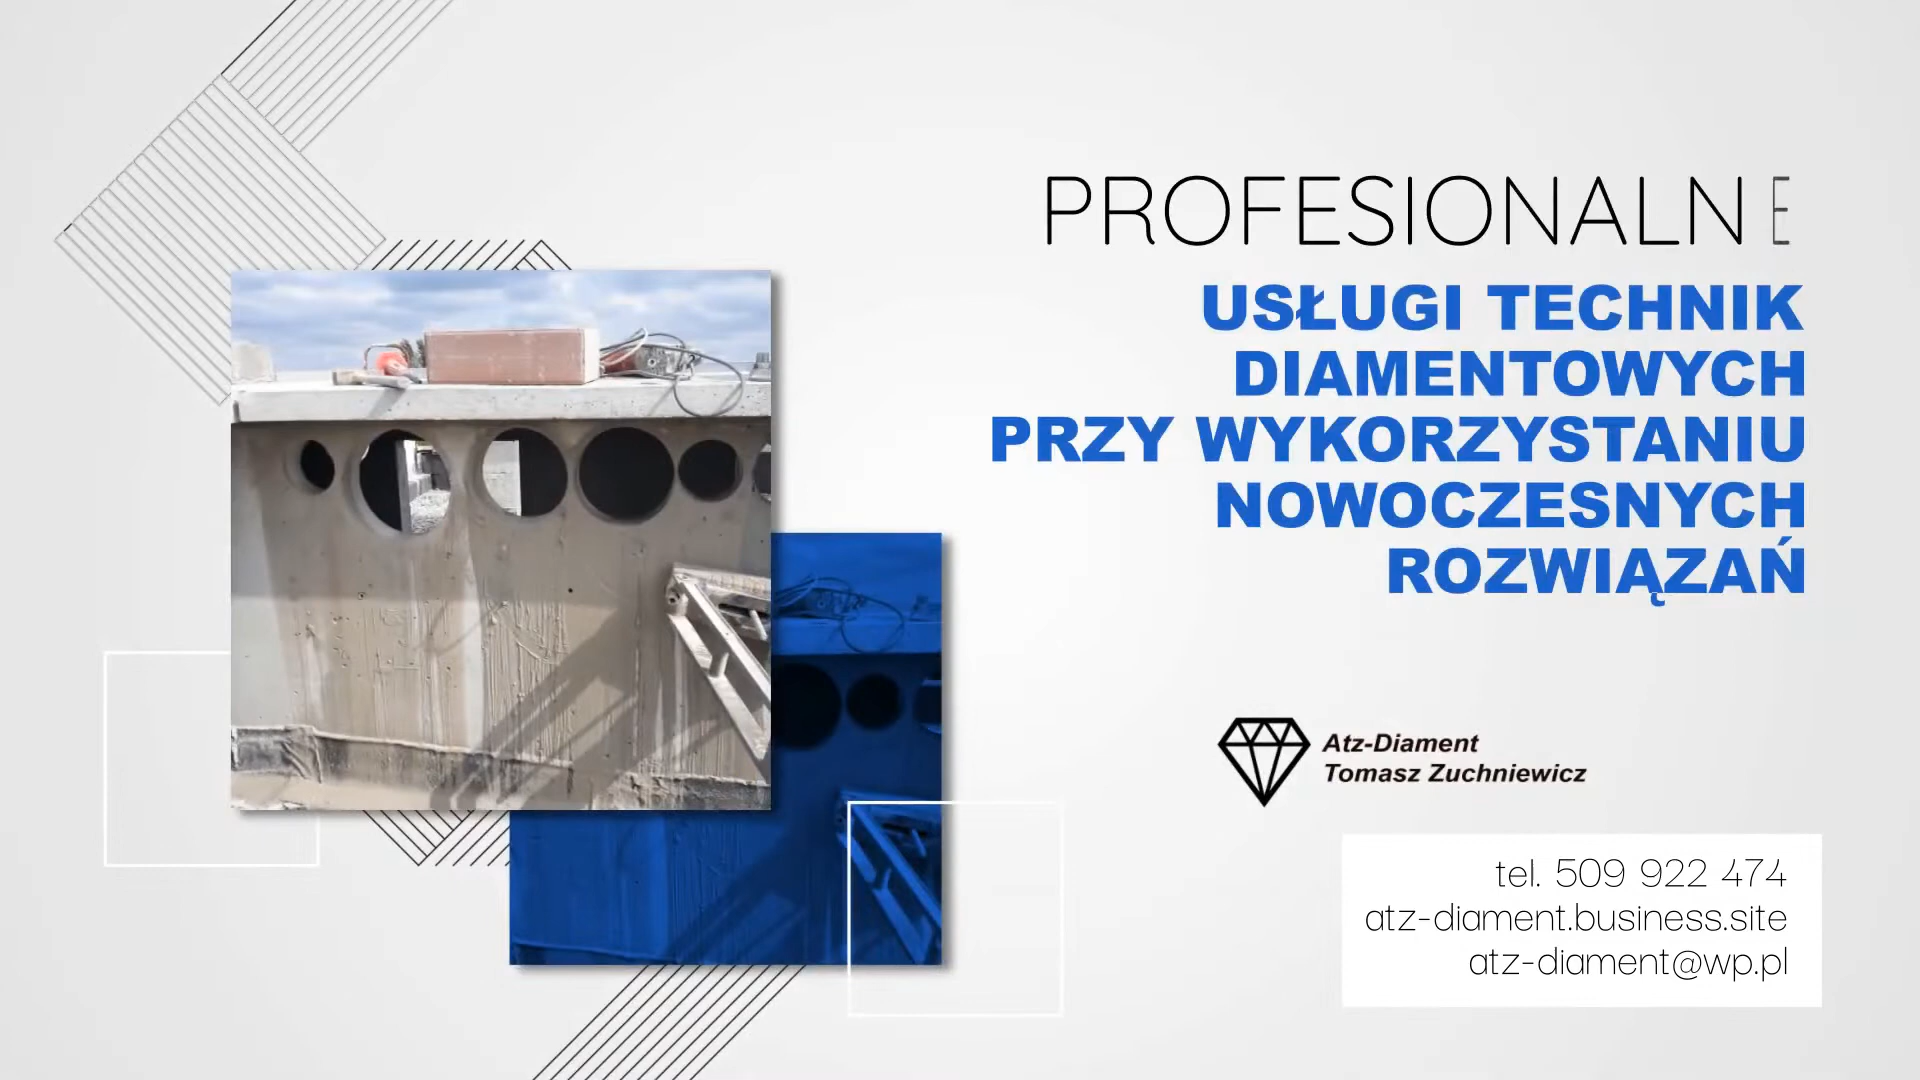 PROFESIONALNE
USŁUGI TECHNIK
DIAMENTOWYCH
PRZY WYKORZYSTANIU
NOWOCZESNYCH
ROZWIĄZAŃ
Atz-Diament
Tomasz Zuchniewicz
tel. 509 922 474
atz-diament.business.site
atz-diament@wp.pl